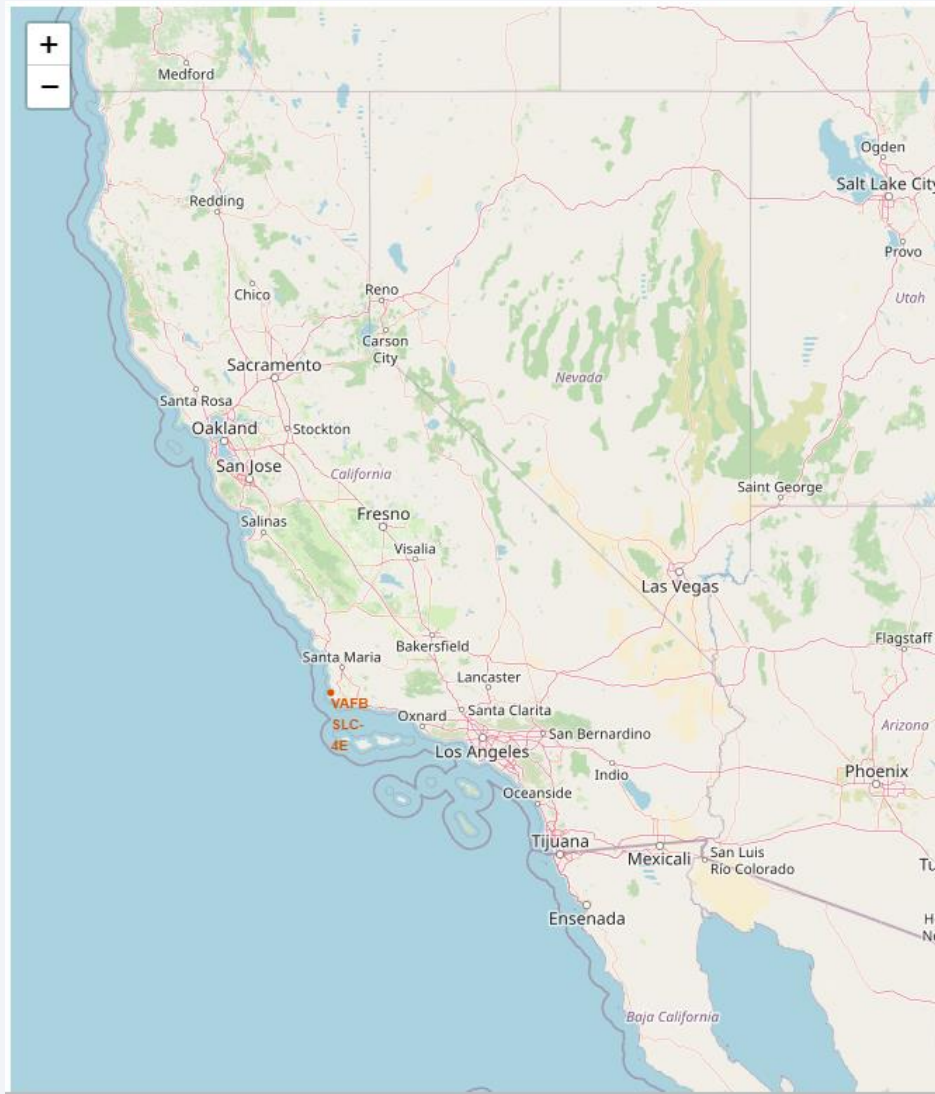 +
−
Medford
Ogden
Salt Lake City
Redding
Provo
Chico
Reno
Utah
Carson
City
Sacramento
Nevada
Santa Rosa
Oakland
Stockton
San Jose
California
Saint George
Fresno
Salinas
Visalia
Las Vegas
Bakersfield
Flagstaff
Santa Maria
Lancaster
VAFB
SLC-
4E
Oxnard
Santa Clarita
Arizona
San Bernardino
Los Angeles
Indio
Phoenix
Oceanside
Tijuana
Mexicali
San Luis
Río Colorado
Tu
Ensenada
H
No
Baja California